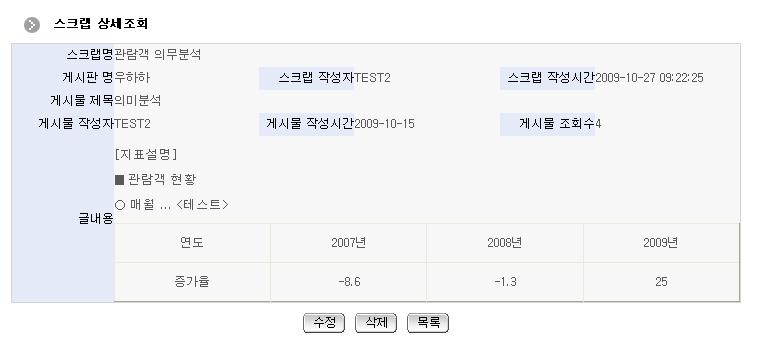 스크랩 상세조회
스크랩명 관람객 의무분석
게시판 명 우하하 스크랩 작성자 TEST2 스크랩 작성시간 2009-10-27 09:22:25
게시물 제목 의미분석
게시물 작성자 TEST2 게시물 작성시간 2009-10-15 게시물 조회수 4
[지표설명]
■ 관람객 현황
○ 매월 ... <테스트>
글내용
연도 2007년 2008년 2009년
증가율 -8.6 -1.3 25
수정 삭제 목록